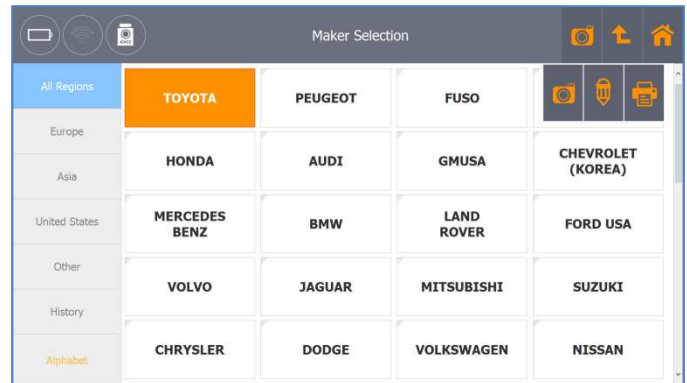 Maker Selection
All Regions
Europe
Asia
United States
Other
History
Alphabet
TOYOTA
PEUGEOT
FUSO
HONDA
AUDI
GMUSA
CHEVROLET
(KOREA)
MERCEDES
BENZ
BMW
LAND
ROVER
FORD USA
VOLVO
JAGUAR
MITSUBISHI
SUZUKI
CHRYSLER
DODGE
VOLKSWAGEN
NISSAN